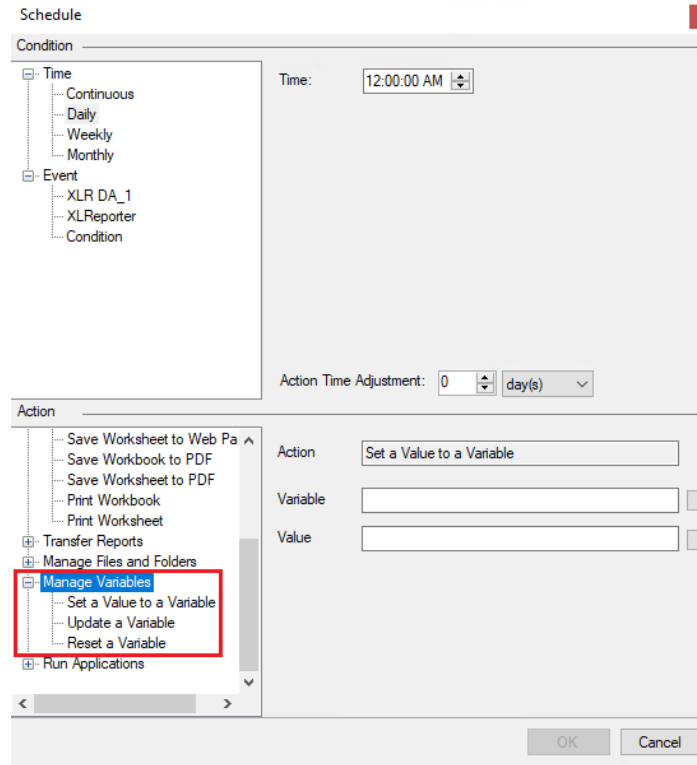 Schedule
Condition
Time
Continuous
Daily
Weekly
Monthly
Event
XLR DA_1
XLReporter
Condition
Time: 12:00:00 AM
Action Time Adjustment: 0 day(s)
Action
Save Worksheet to Web Pa
Save Workbook to PDF
Save Worksheet to PDF
Print Workbook
Print Worksheet
Transfer Reports
Manage Files and Folders
Manage Variables
Set a Value to a Variable
Update a Variable
Reset a Variable
Run Applications
Action Set a Value to a Variable
Variable
Value
OK Cancel